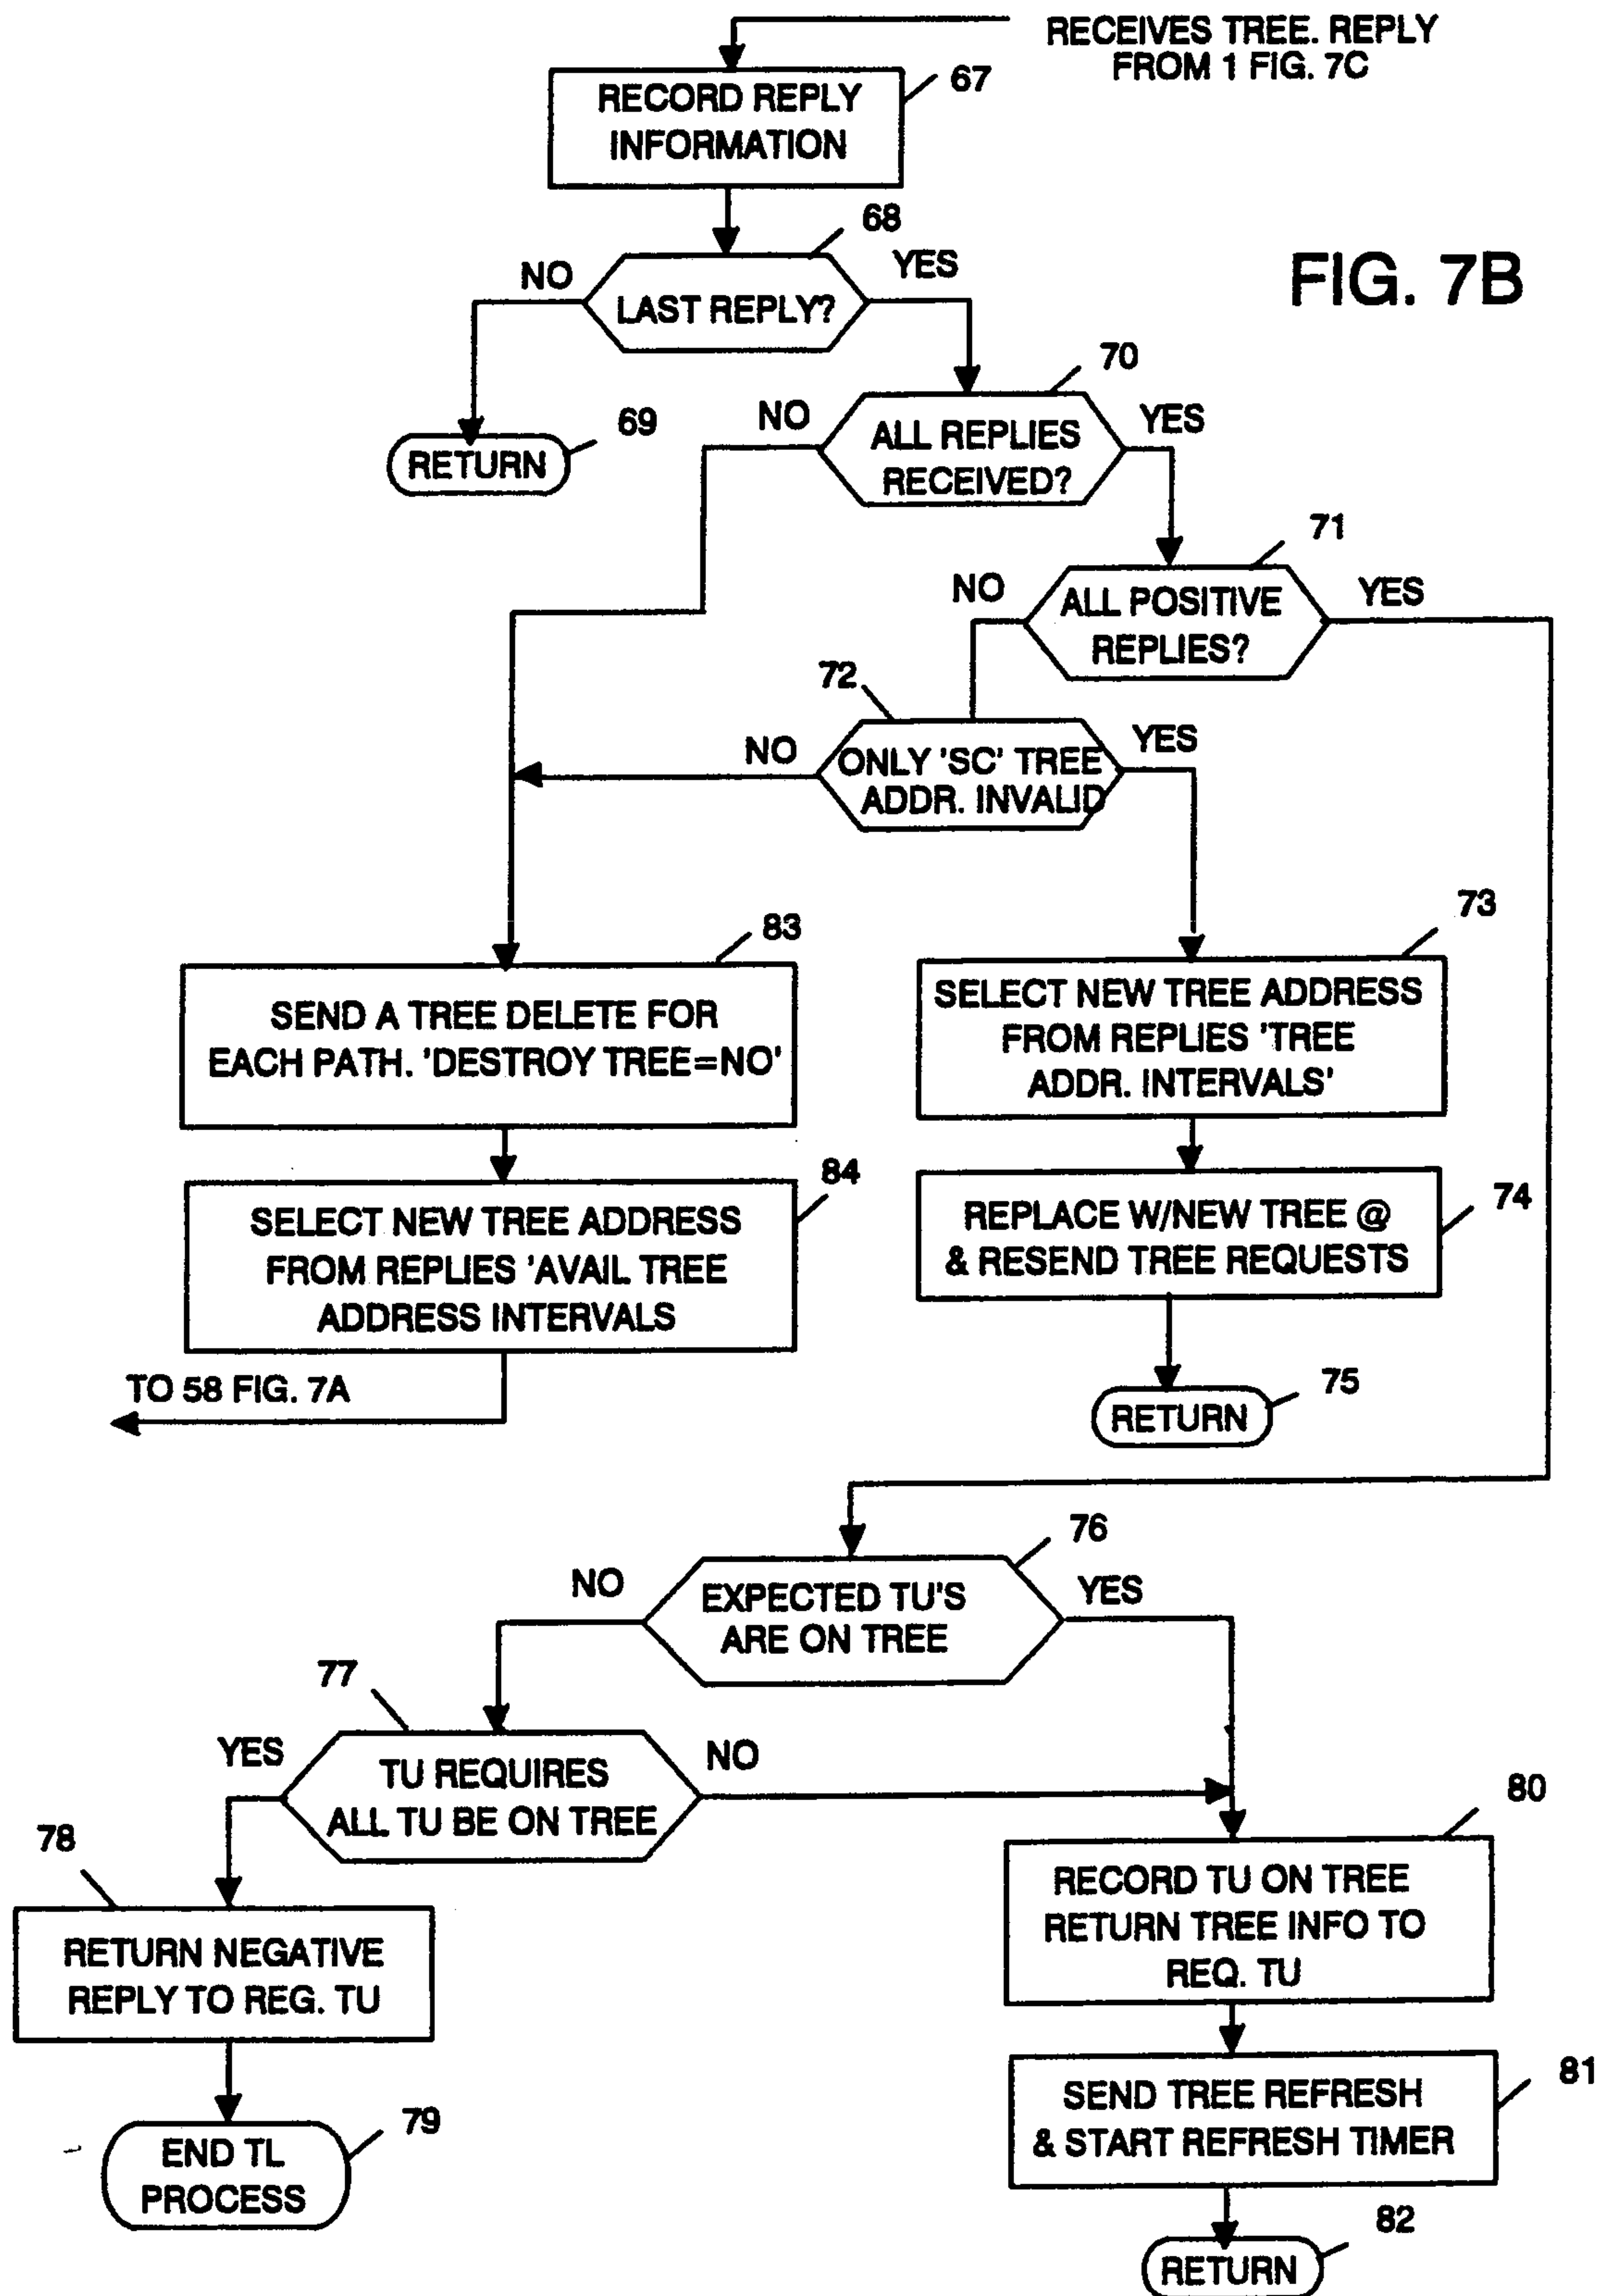 RECEIVES TREE. REPLY
FROM 1 FIG. 7C
67
RECORD REPLY
INFORMATION
68
NO
YES
LAST REPLY?
FIG. 7B
70
69
RETURN
NO
YES
ALL REPLIES
RECEIVED?
71
NO
YES
ALL POSITIVE
REPLIES?
72
NO
YES
ONLY 'SC' TREE
ADDR. INVALID
83
SEND A TREE DELETE FOR
EACH PATH. 'DESTROY TREE=NO'
73
SELECT NEW TREE ADDRESS
FROM REPLIES 'TREE
ADDR. INTERVALS'
84
SELECT NEW TREE ADDRESS
FROM REPLIES 'AVAIL TREE
ADDRESS INTERVALS
74
REPLACE W/NEW TREE @
& RESEND TREE REQUESTS
TO 58 FIG. 7A
75
RETURN
76
NO
YES
EXPECTED TU'S
ARE ON TREE
77
YES
NO
TU REQUIRES
ALL TU BE ON TREE
78
RETURN NEGATIVE
REPLY TO REG. TU
80
RECORD TU ON TREE
RETURN TREE INFO TO
REQ. TU
79
END TL
PROCESS
81
SEND TREE REFRESH
& START REFRESH TIMER
82
RETURN